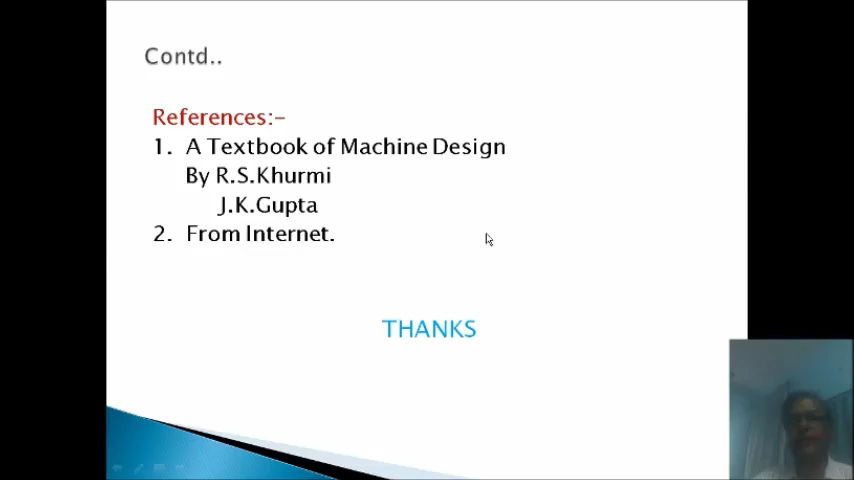 Contd..
References:-
1. A Textbook of Machine Design
By R.S.Khurmi
J.K.Gupta
2. From Internet.
THANKS